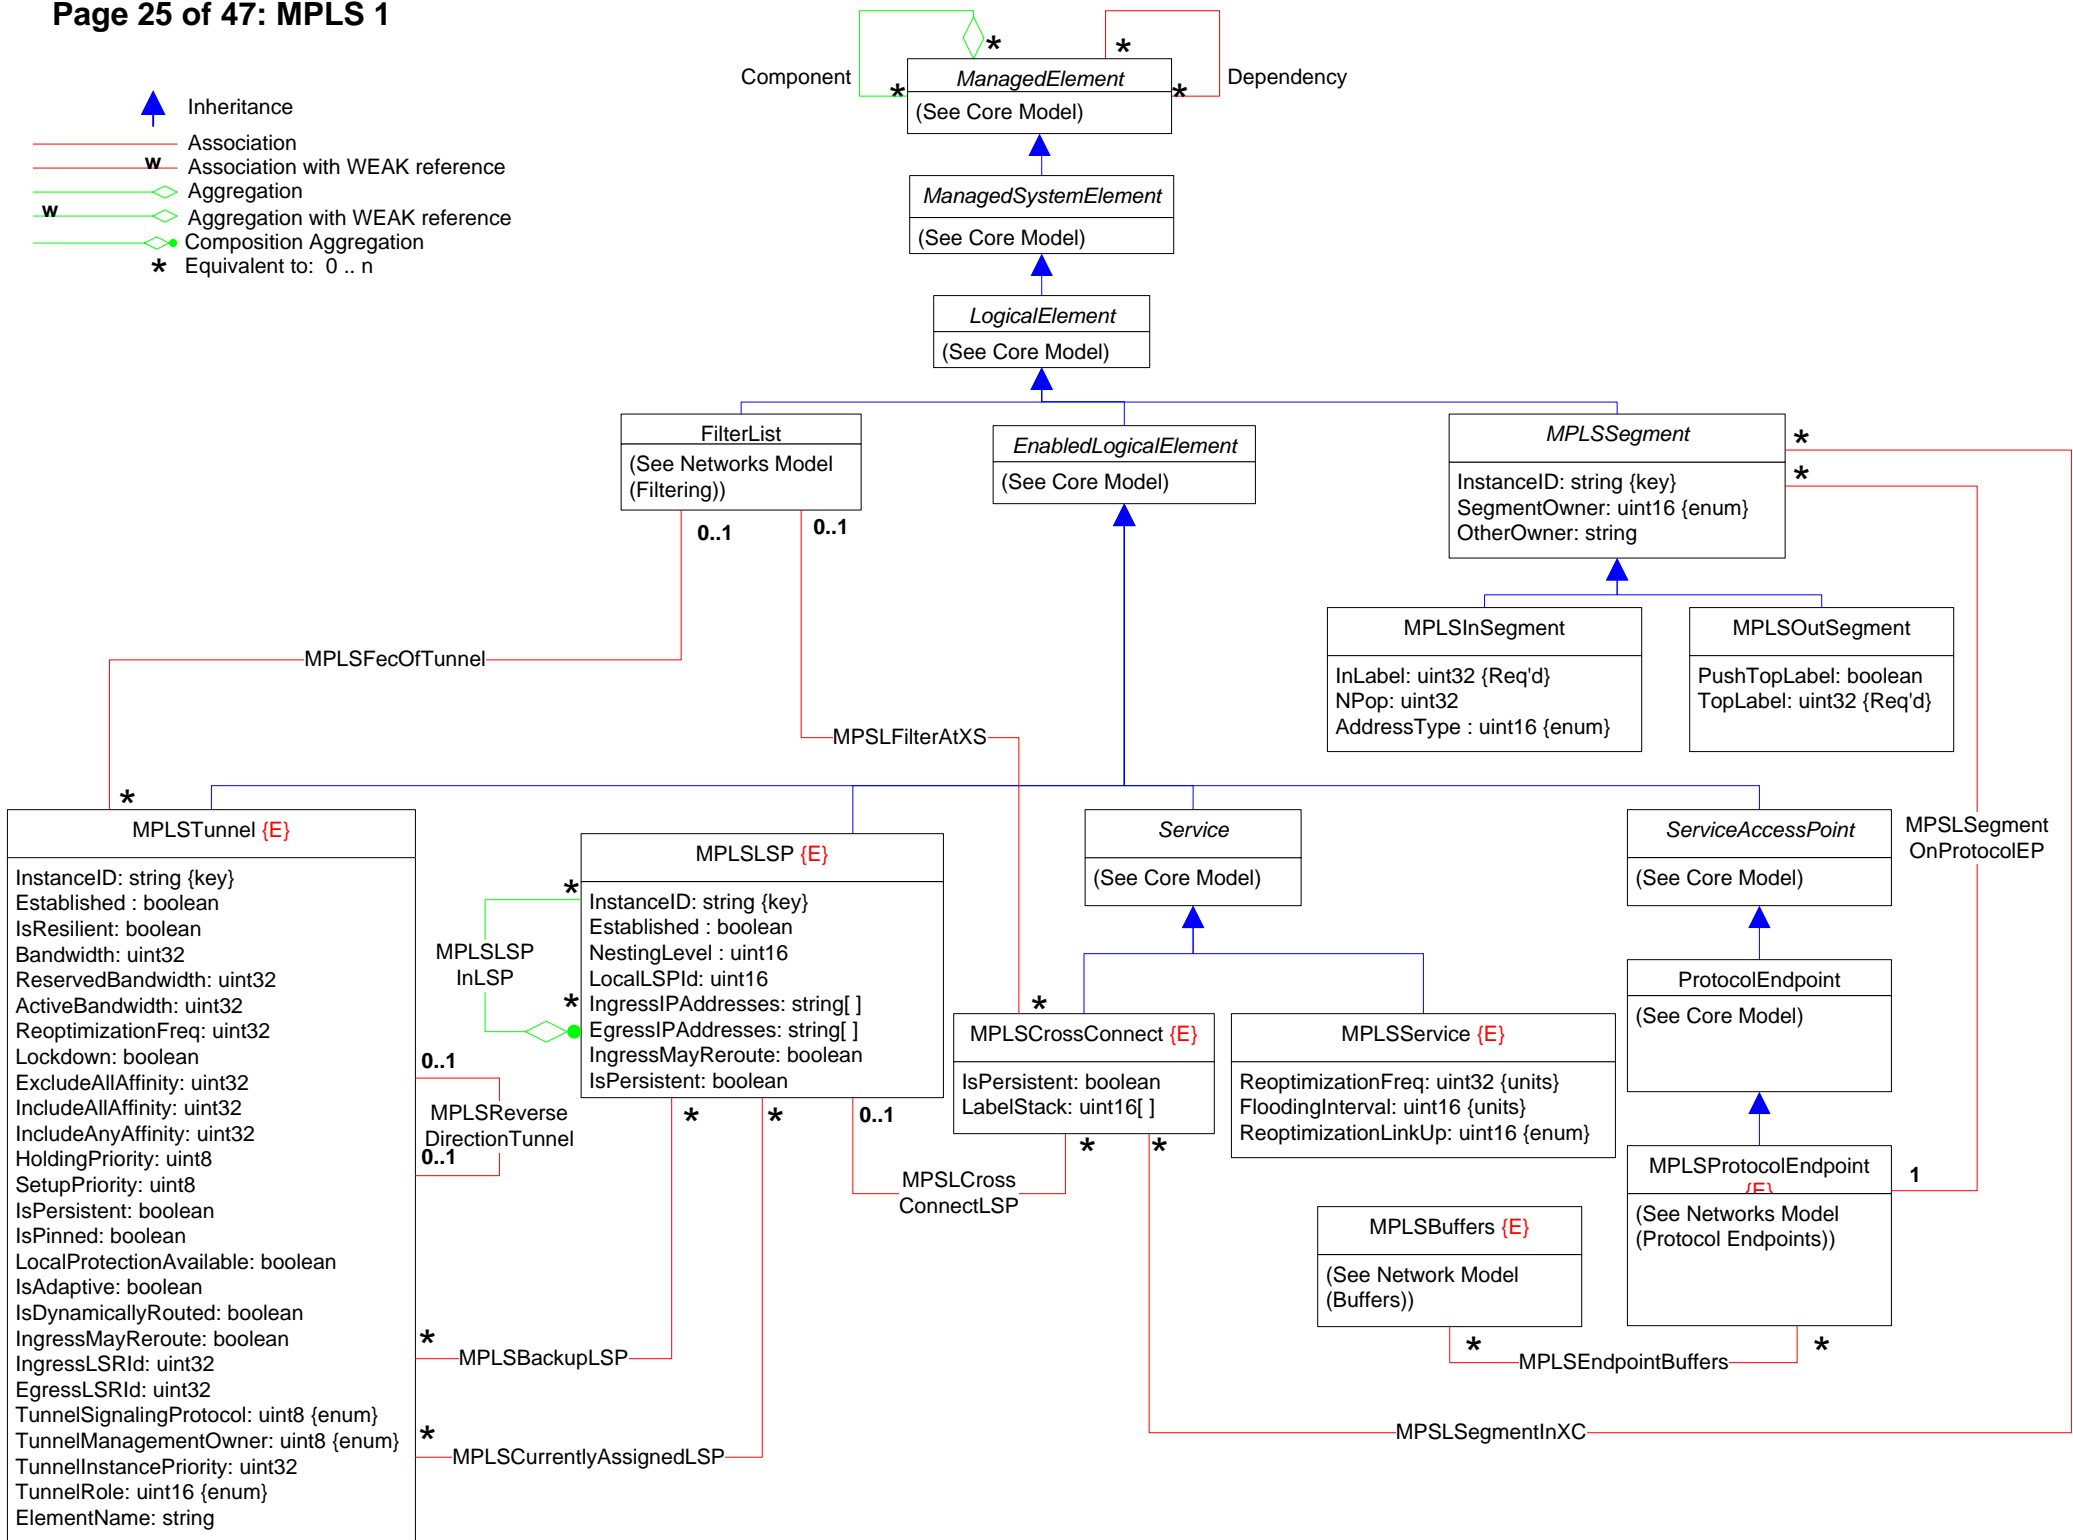 Page 25 of 47: MPLS 1
Inheritance
Association
w
Association with WEAK reference
Aggregation
w
Aggregation with WEAK reference
Composition Aggregation
* Equivalent to: 0 .. n
Component
*
*
*
*
Dependency
ManagedElement
(See Core Model)
ManagedSystemElement
(See Core Model)
LogicalElement
(See Core Model)
FilterList
(See Networks Model
(Filtering))
0..1
0..1
EnabledLogicalElement
(See Core Model)
MPLSSegment
InstanceID: string {key}
SegmentOwner: uint16 {enum}
OtherOwner: string
*
*
MPLSInSegment
InLabel: uint32 {Req'd}
NPop: uint32
AddressType : uint16 {enum}
MPLSOutSegment
PushTopLabel: boolean
TopLabel: uint32 {Req'd}
MPLSFecOfTunnel
MPSLFilterAtXS
*
MPLSTunnel {E}
InstanceID: string {key}
Established : boolean
IsResilient: boolean
Bandwidth: uint32
ReservedBandwidth: uint32
ActiveBandwidth: uint32
ReoptimizationFreq: uint32
Lockdown: boolean
ExcludeAllAffinity: uint32
IncludeAllAffinity: uint32
IncludeAnyAffinity: uint32
HoldingPriority: uint8
SetupPriority: uint8
IsPersistent: boolean
IsPinned: boolean
LocalProtectionAvailable: boolean
IsAdaptive: boolean
IsDynamicallyRouted: boolean
IngressMayReroute: boolean
IngressLSRId: uint32
EgressLSRId: uint32
TunnelSignalingProtocol: uint8 {enum}
TunnelManagementOwner: uint8 {enum}
TunnelInstancePriority: uint32
TunnelRole: uint16 {enum}
ElementName: string
MPLSLSP
InLSP
*
*
0..1
MPLSReverse
DirectionTunnel
0..1
*
MPLSBackupLSP
*
MPLSCurrentlyAssignedLSP
MPLSLSP {E}
InstanceID: string {key}
Established : boolean
NestingLevel : uint16
LocalLSPId: uint16
IngressIPAddresses: string[ ]
EgressIPAddresses: string[ ]
IngressMayReroute: boolean
IsPersistent: boolean
*
*
0..1
MPSLCross
ConnectLSP
Service
(See Core Model)
*
MPLSCrossConnect {E}
IsPersistent: boolean
LabelStack: uint16[ ]
*
*
MPLSService {E}
ReoptimizationFreq: uint32 {units}
FloodingInterval: uint16 {units}
ReoptimizationLinkUp: uint16 {enum}
ServiceAccessPoint
(See Core Model)
MPSLSegment
OnProtocolEP
ProtocolEndpoint
(See Core Model)
MPLSProtocolEndpoint
{E}
(See Networks Model
(Protocol Endpoints))
1
MPLSBuffers {E}
(See Network Model
(Buffers))
*
*
MPLSEndpointBuffers
MPSLSegmentInXC